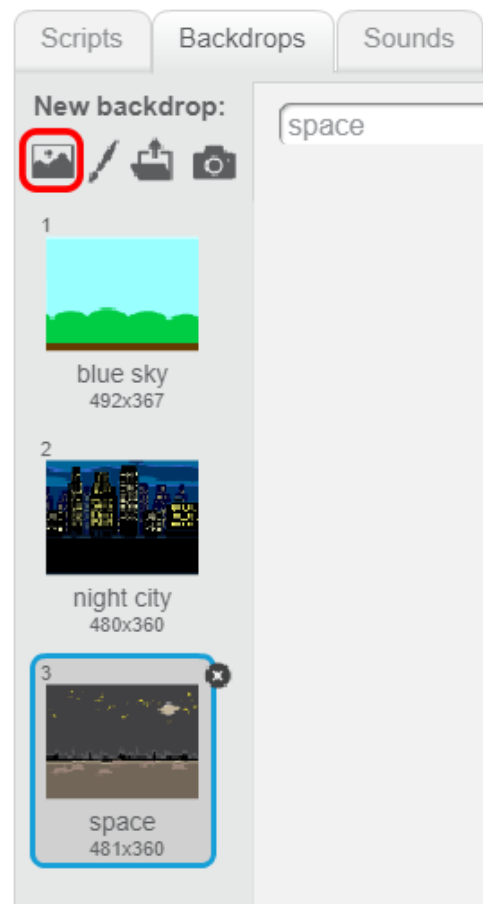 Scripts Backdrops Sounds
New backdrop:
space
1
blue sky
492x367
2
night city
480x360
3
space
481x360